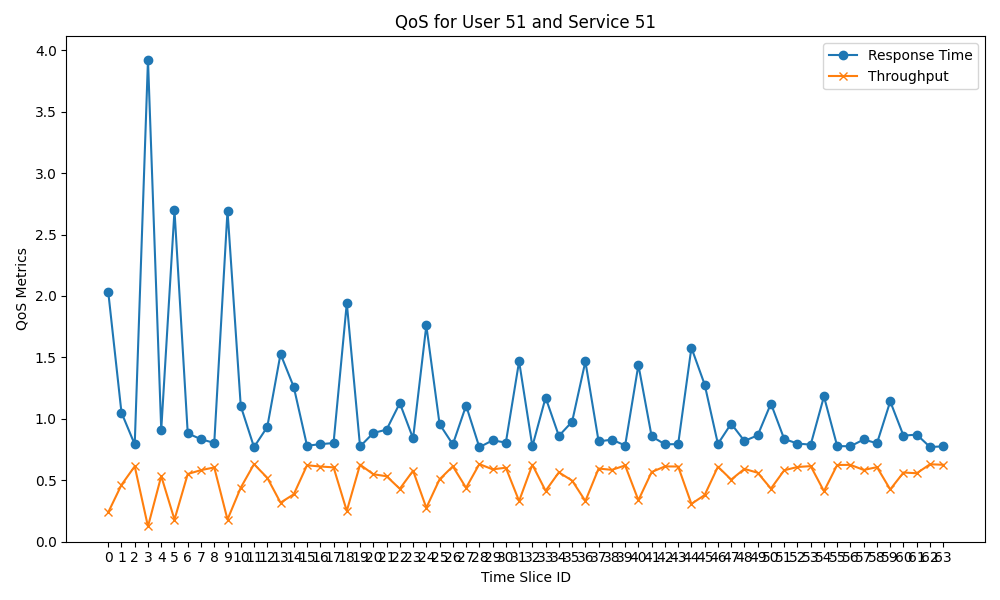 QoS for User 51 and Service 51
Response Time
Throughput
QoS Metrics
4.0
3.5
3.0
2.5
2.0
1.5
1.0
0.5
0.0
0 1 2 3 4 5 6 7 8 9 10 11 12 13 14 15 16 17 18 19 20 21 22 23 24 25 26 27 28 29 30 31 32 33 34 35 36 37 38 39 40 41 42 43 44 45 46 47 48 49 50 51 52 53 54 55 56 57 58 59 60 61 62 63
Time Slice ID